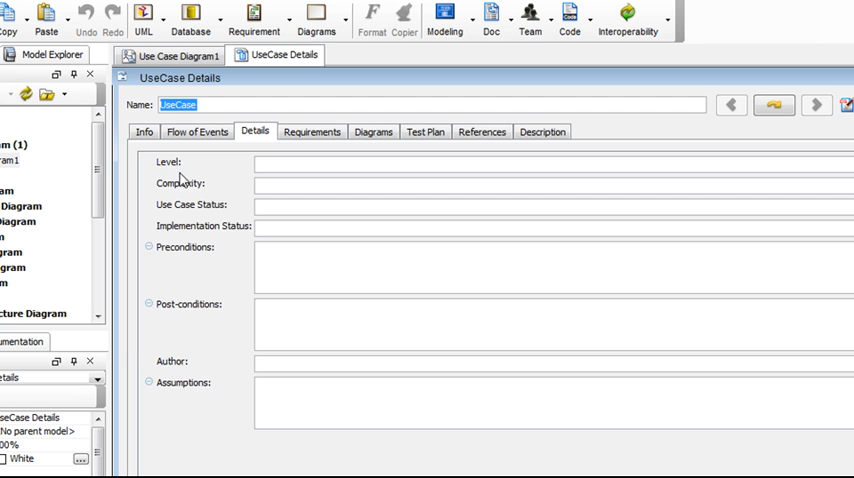 Copy Paste Undo Redo UML Database Requirement Diagrams Format Copier Modeling Doc Team Code Interoperability
Model Explorer
Use Case Diagram1
UseCase Details
UseCase Details
Name: UseCase
Info Flow of Events Details Requirements Diagrams Test Plan References Description
am (1)
ram1
am
Diagram
iagram
m
gram
gram
m
cture Diagram
umentation
etails
seCase Details
<No parent model>
00%
White
Level:
Complexity:
Use Case Status:
Implementation Status:
Preconditions:
Post-conditions:
Author:
Assumptions: